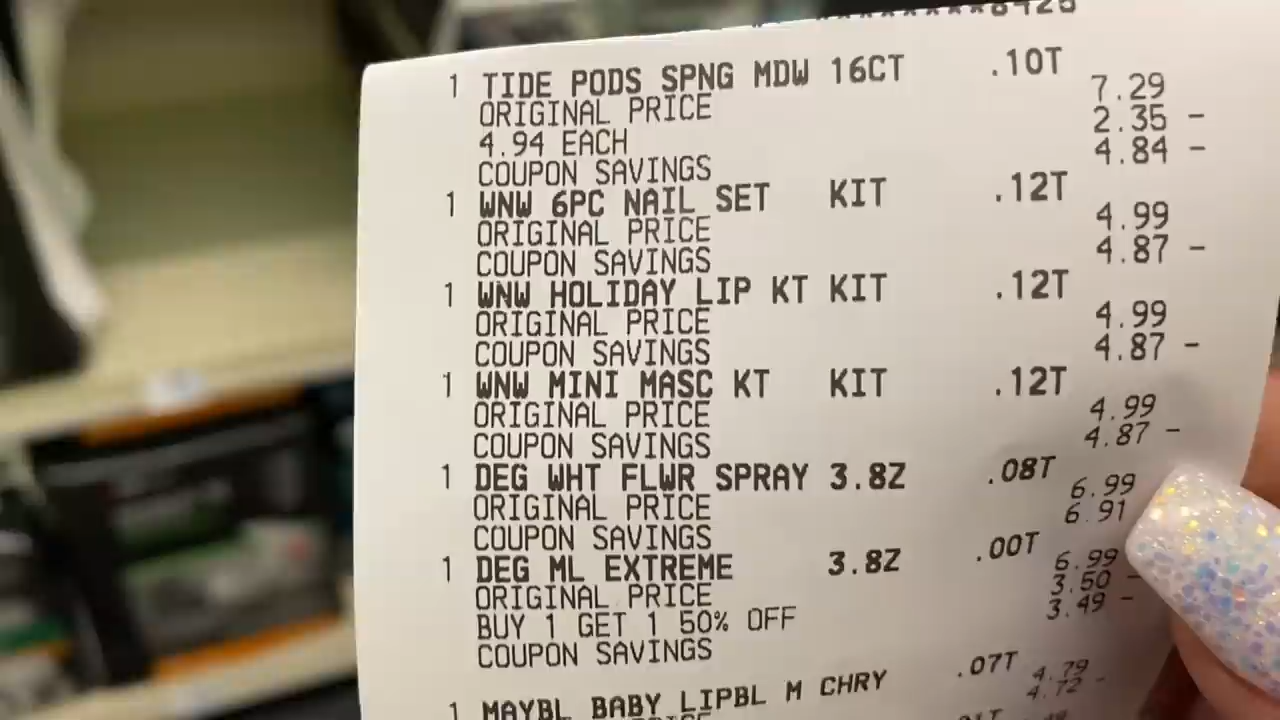 ********8426
1 TIDE PODS SPNG MDW 16CT .10T
ORIGINAL PRICE 7.29
4.94 EACH 2.35 -
COUPON SAVINGS 4.84 -
1 WNW 6PC NAIL SET KIT .12T
ORIGINAL PRICE 4.99
COUPON SAVINGS 4.87 -
1 WNW HOLIDAY LIP KT KIT .12T
ORIGINAL PRICE 4.99
COUPON SAVINGS 4.87 -
1 WNW MINI MASC KT KIT .12T
ORIGINAL PRICE 4.99
COUPON SAVINGS 4.87 -
1 DEG WHT FLWR SPRAY 3.8Z .08T
ORIGINAL PRICE 6.99
COUPON SAVINGS 6.91
1 DEG ML EXTREME 3.8Z .00T
ORIGINAL PRICE 6.99
BUY 1 GET 1 50% OFF 3.50 -
COUPON SAVINGS 3.49 -
1 MAYBL BABY LIPBL M CHRY .07T
4.79
4.72 -